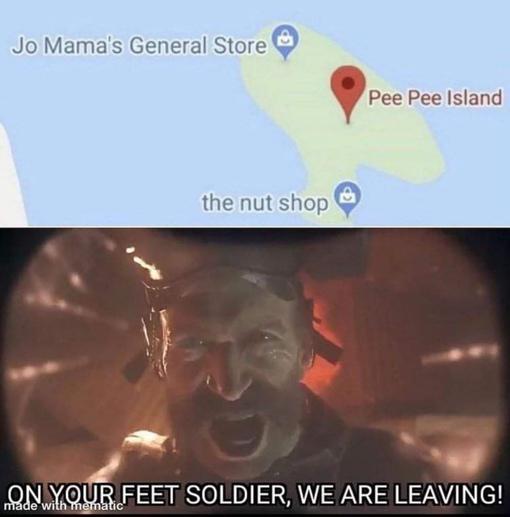 Jo Mama's General Store
Pee Pee Island
the nut shop
ON YOUR FEET SOLDIER, WE ARE LEAVING!
made with mematic